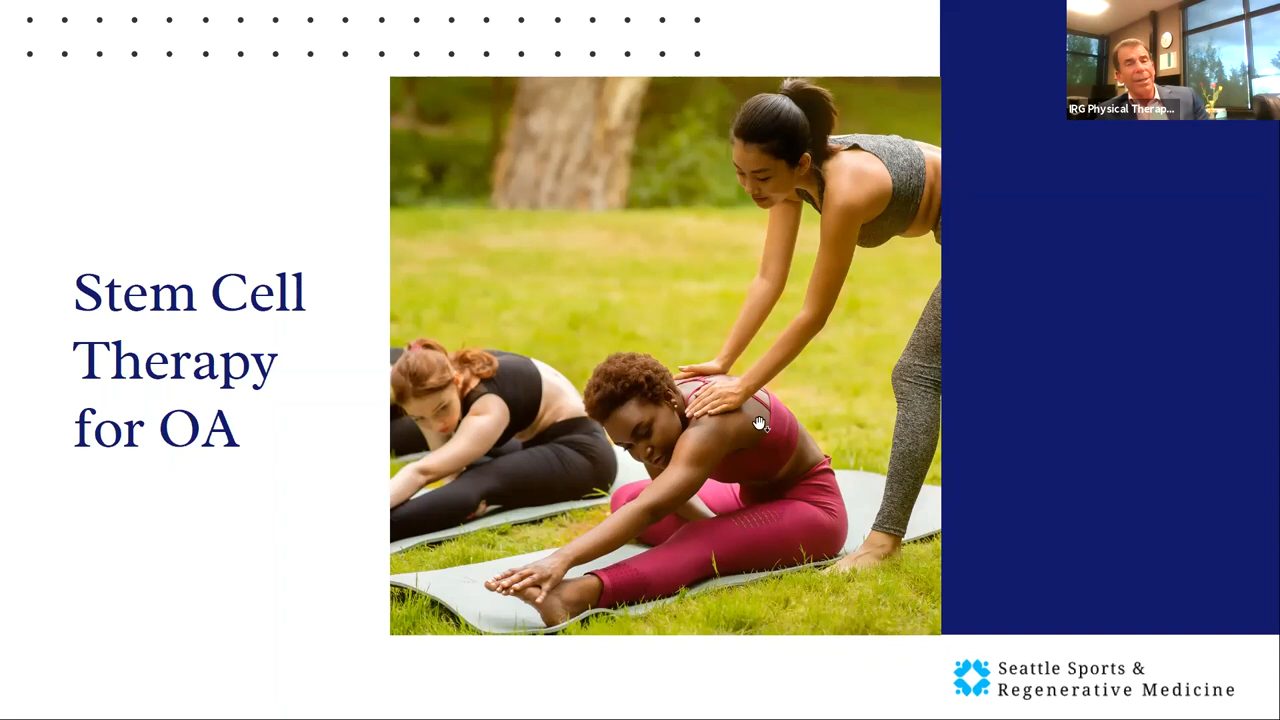 IRG Physical Therap...
Stem Cell
Therapy
for OA
Seattle Sports &
Regenerative Medicine